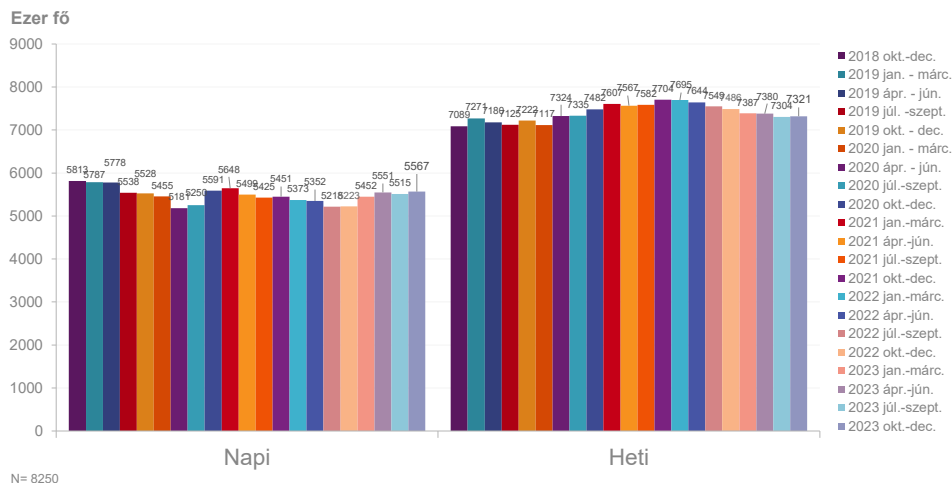 Ezer fő
9000
8000
7000
6000
5000
4000
3000
2000
1000
0
5813
5787
5778
5538
5528
5455
5181
5250
5591
5648
5499
5425
5451
5373
5352
5215
5223
5452
5551
5515
5567
7089
7271
7180
7125
7222
7117
7324
7335
7482
7607
7567
7582
7704
7695
7644
7549
7486
7387
7380
7304
7321
Napi
Heti
2018 okt.-dec.
2019 jan. - márc.
2019 ápr. - jún.
2019 júl. -szept.
2019 okt. - dec.
2020 jan. - márc.
2020 ápr. - jún.
2020 júl.-szept.
2020 okt.-dec.
2021 jan.-márc.
2021 ápr.-jún.
2021 júl.-szept.
2021 okt.-dec.
2022 jan.-márc.
2022 ápr.-jún.
2022 júl.-szept.
2022 okt.-dec.
2023 jan.-márc.
2023 ápr.-jún.
2023 júl.-szept.
2023 okt.-dec.
N= 8250